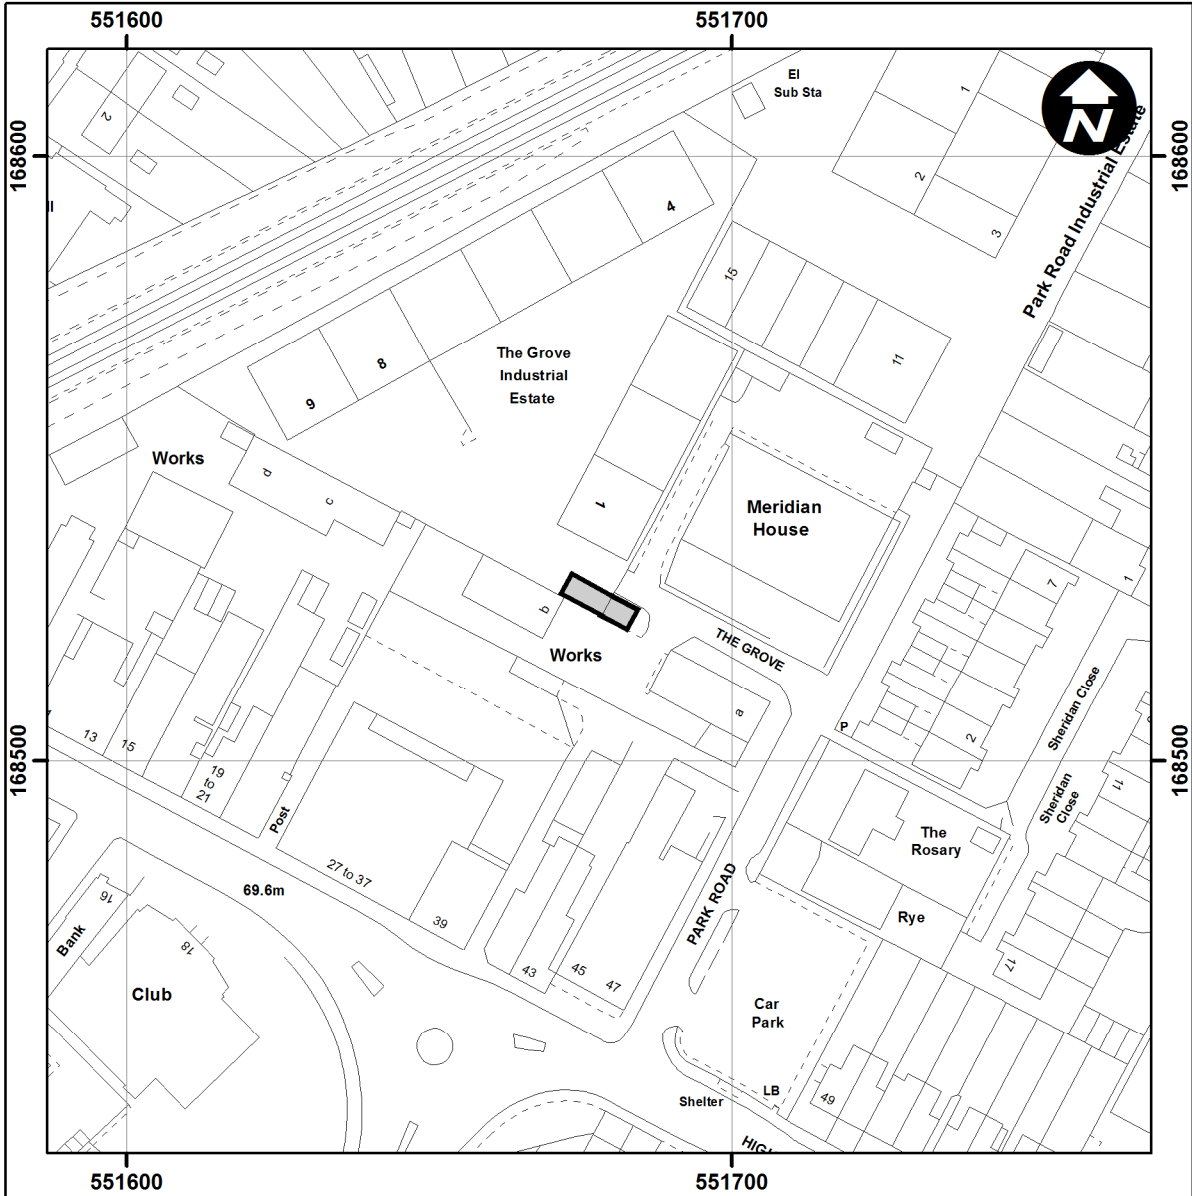 551600
551700
168600
168600
El
Sub Sta
1
2
2
3
N
Park Road Industrial Estate
II
4
15
11
The Grove
Industrial
Estate
8
9
Works
d
c
1
Meridian
House
7
1
b
Works
THE GROVE
a
P
2
Sheridan Close
168500
168500
13
15
19
to
21
Post
Sheridan
Close
11
The
Rosary
27 to 37
69.6m
39
PARK ROAD
Rye
16
Bank
18
Club
43
45
47
17
Car
Park
LB
Shelter
49
551600
551700